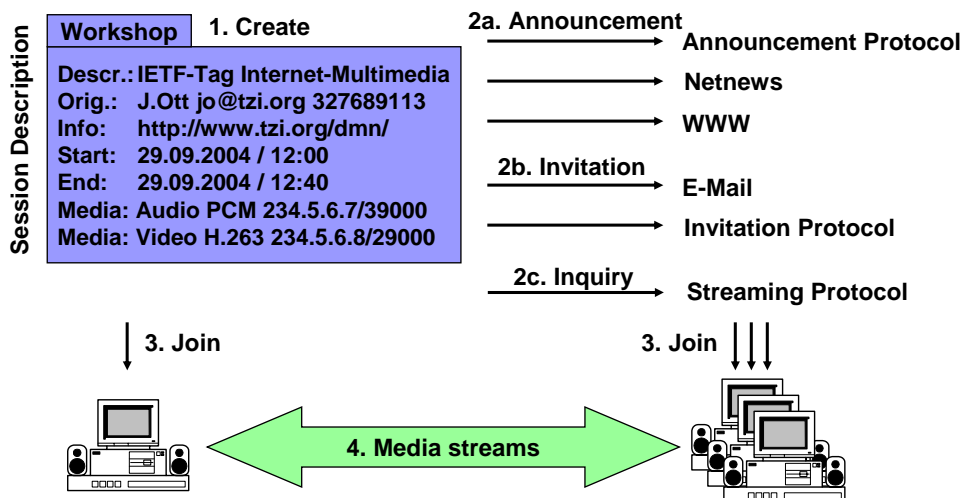 Session Description
Workshop
1. Create
Descr.: IETF-Tag Internet-Multimedia
Orig.: J.Ott jo@tzi.org 327689113
Info: http://www.tzi.org/dmn/
Start: 29.09.2004 / 12:00
End: 29.09.2004 / 12:40
Media: Audio PCM 234.5.6.7/39000
Media: Video H.263 234.5.6.8/29000
2a. Announcement
Announcement Protocol
Netnews
WWW
2b. Invitation
E-Mail
Invitation Protocol
2c. Inquiry
Streaming Protocol
3. Join
3. Join
4. Media streams